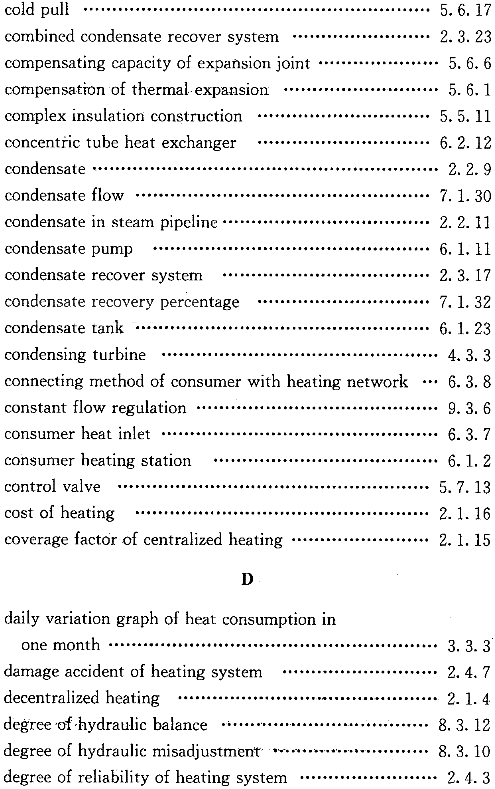 cold pull ······ 5. 6. 17
combined condensate recover system ······ 2. 3. 23
compensating capacity of expansion joint ······ 5. 6. 6
compensation of thermal expansion ······ 5. 6. 1
complex insulation construction ······ 5. 5. 11
concentric tube heat exchanger ······ 6. 2. 12
condensate ······ 2. 2. 9
condensate flow ······ 7. 1. 30
condensate in steam pipeline ······ 2. 2. 11
condensate pump ······ 6. 1. 11
condensate recover system ······ 2. 3. 17
condensate recovery percentage ······ 7. 1. 32
condensate tank ······ 6. 1. 23
condensing turbine ······ 4. 3. 3
connecting method of consumer with heating network ··· 6. 3. 8
constant flow regulation ······ 9. 3. 6
consumer heat inlet ······ 6. 3. 7
consumer heating station ······ 6. 1. 2
control valve ······ 5. 7. 13
cost of heating ······ 2. 1. 16
coverage factor of centralized heating ······ 2. 1. 15
D
daily variation graph of heat consumption in
one month ······ 3. 3. 3
damage accident of heating system ······ 2. 4. 7
decentralized heating ······ 2. 1. 4
degree of hydraulic balance ······ 8. 3. 12
degree of hydraulic misadjustment ······ 8. 3. 10
degree of reliability of heating system ······ 2. 4. 3